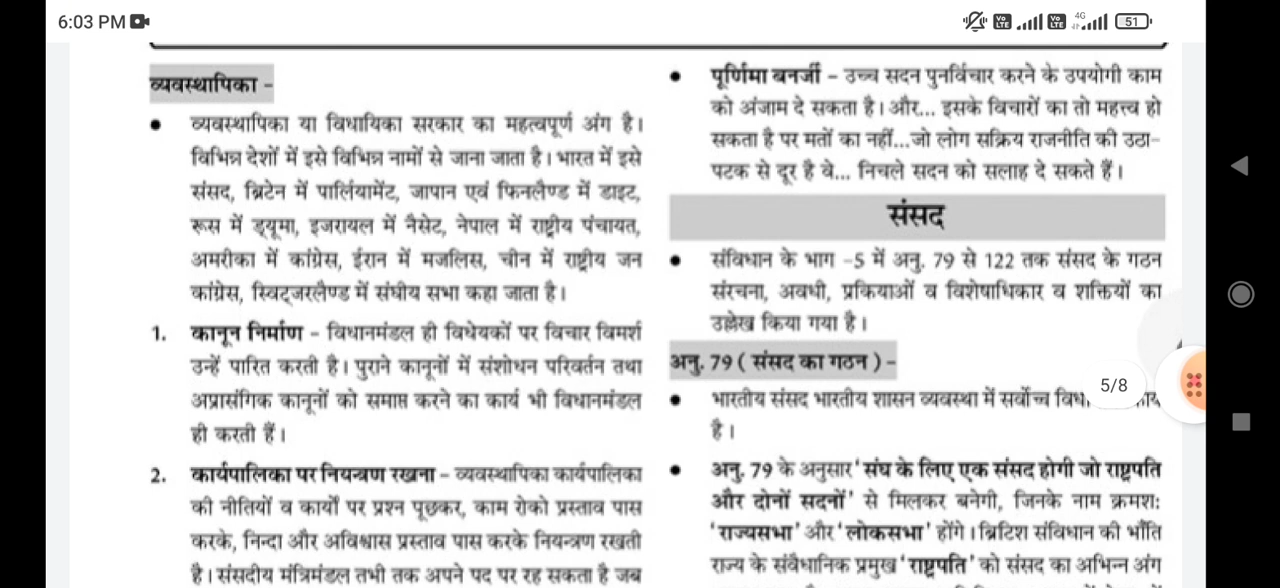 6:03 PM
4G
51
व्यवस्थापिका -
• व्यवस्थापिका या विधायिका सरकार का महत्वपूर्ण अंग है।
विभिन्न देशों में इसे विभिन्न नामों से जाना जाता है। भारत में इसे
संसद, ब्रिटेन में पार्लियामेंट, जापान एवं फिनलैण्ड में डाइट,
रूस में ड्यूमा, इजरायल में नैसेट, नेपाल में राष्ट्रीय पंचायत,
अमरीका में कांग्रेस, ईरान में मजलिस, चीन में राष्ट्रीय जन
कांग्रेस, स्विट्जरलैण्ड में संघीय सभा कहा जाता है।
1. कानून निर्माण - विधानमंडल ही विधेयकों पर विचार विमर्श
उन्हें पारित करती है। पुराने कानूनों में संशोधन परिवर्तन तथा
अप्रासंगिक कानूनों को समाप्त करने का कार्य भी विधानमंडल
ही करती हैं।
2. कार्यपालिका पर नियन्त्रण रखना - व्यवस्थापिका कार्यपालिका
की नीतियों व कार्यों पर प्रश्न पूछकर, काम रोको प्रस्ताव पास
करके, निन्दा और अविश्वास प्रस्ताव पास करके नियन्त्रण रखती
है। संसदीय मंत्रिमंडल तभी तक अपने पद पर रह सकता है जब
• पूर्णिमा बनर्जी - उच्च सदन पुनर्विचार करने के उपयोगी काम
को अंजाम दे सकता है। और... इसके विचारों का तो महत्त्व हो
सकता है पर मतों का नहीं...जो लोग सक्रिय राजनीति की उठा-
पटक से दूर है वे... निचले सदन को सलाह दे सकते हैं।
संसद
• संविधान के भाग -5 में अनु. 79 से 122 तक संसद के गठन
संरचना, अवधी, प्रकियाओं व विशेषाधिकार व शक्तियों का
उल्लेख किया गया है।
अनु. 79 ( संसद का गठन ) -
• भारतीय संसद भारतीय शासन व्यवस्था में सर्वोच्च
है।
• अनु. 79 के अनुसार 'संघ के लिए एक संसद होगी जो राष्ट्रपति
और दोनों सदनों' से मिलकर बनेगी, जिनके नाम क्रमशः
'राज्यसभा' और 'लोकसभा' होंगे। ब्रिटिश संविधान की भाँति
राज्य के संवैधानिक प्रमुख 'राष्ट्रपति' को संसद का अभिन्न अंग
5/8